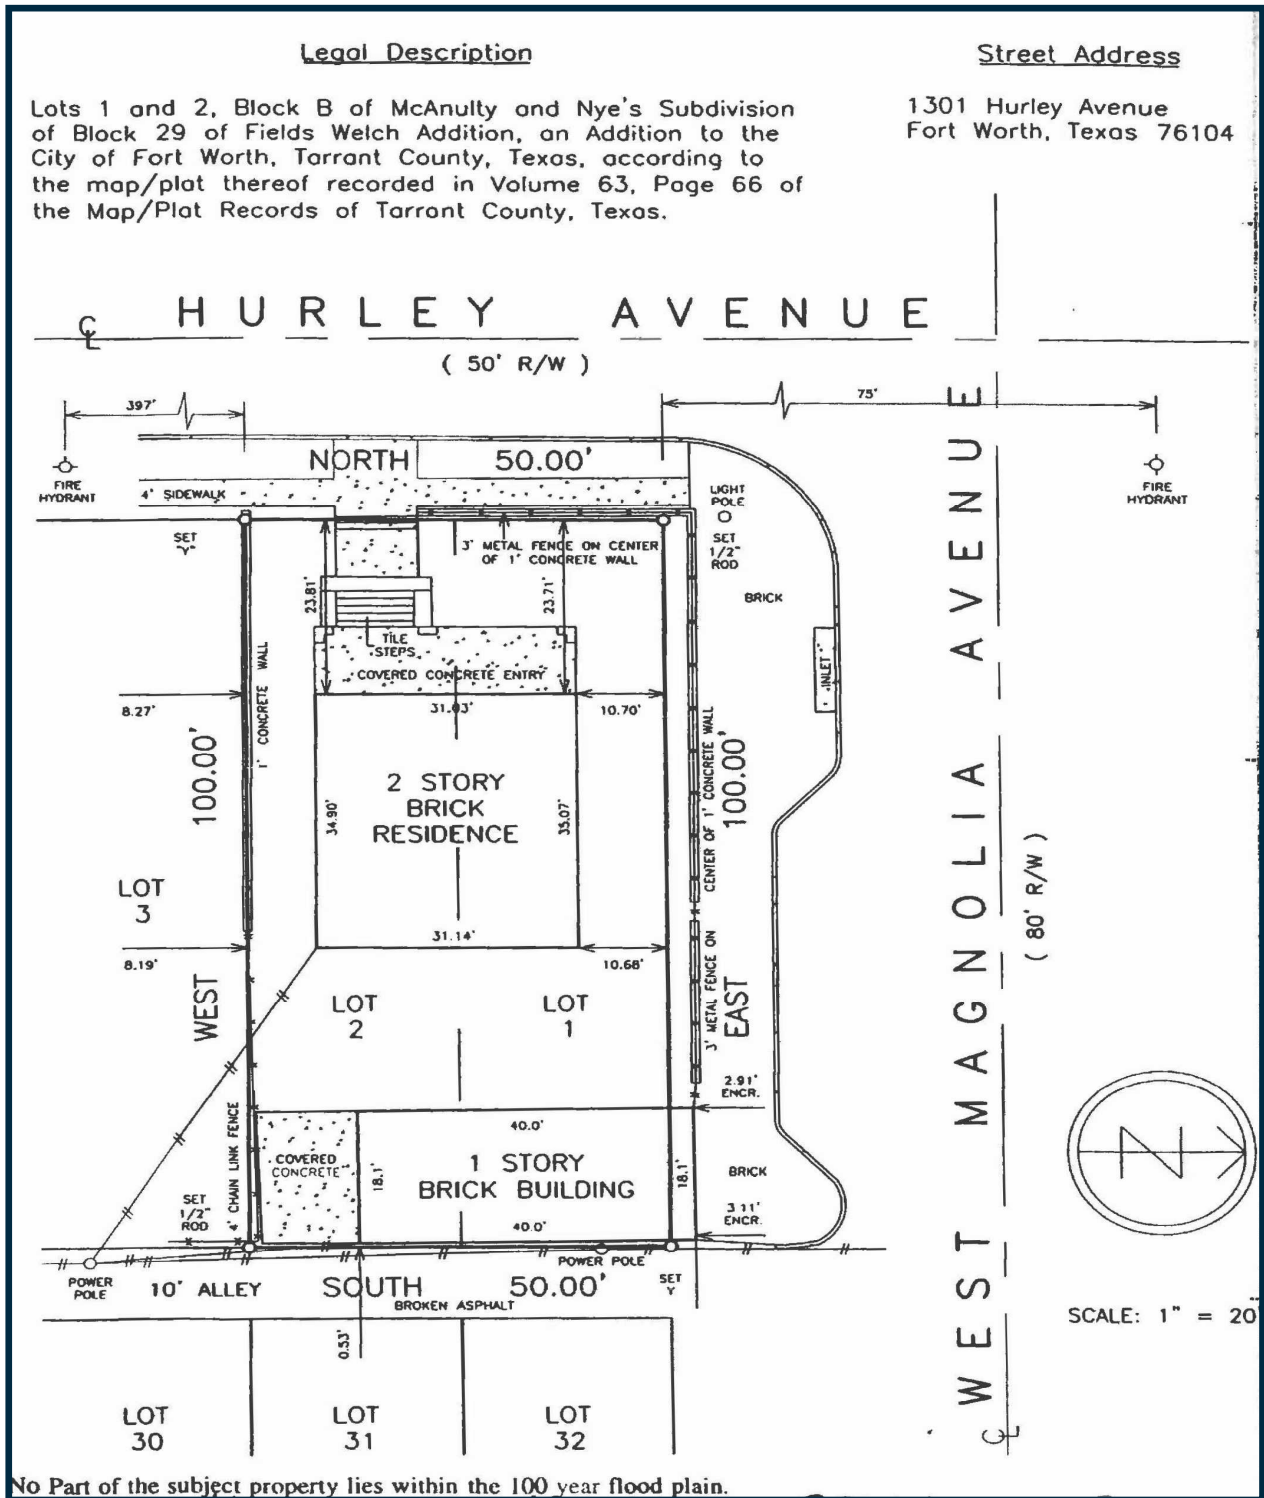 Legal Description
Street Address
Lots 1 and 2, Block B of McAnulty and Nye's Subdivision
of Block 29 of Fields Welch Addition, an Addition to the
City of Fort Worth, Tarrant County, Texas, according to
the map/plat thereof recorded in Volume 63, Page 66 of
the Map/Plat Records of Tarrant County, Texas.
1301 Hurley Avenue
Fort Worth, Texas 76104
HURLEY AVENUE
( 50' R/W )
397'
75'
NORTH 50.00'
FIRE
HYDRANT
4' SIDEWALK
LIGHT
POLE
FIRE
HYDRANT
SET
"Y"
SET
1/2"
ROD
3' METAL FENCE ON CENTER
OF 1' CONCRETE WALL
BRICK
23.81'
23.71'
TILE
STEPS
COVERED CONCRETE ENTRY
INLET
1' CONCRETE WALL
8.27'
31.03'
10.70'
100.00'
WEST
2 STORY
BRICK
RESIDENCE
34.90'
35.07'
3' METAL FENCE ON CENTER OF 1' CONCRETE WALL
100.00'
EAST
WEST MAGNOLIA AVENUE
( 80' R/W )
LOT
3
31.14'
8.19'
10.68'
LOT
2
LOT
1
2.91'
ENCR.
4' CHAIN LINK FENCE
COVERED
CONCRETE
40.0'
18.1'
1 STORY
BRICK BUILDING
18.1'
40.0'
BRICK
3.11'
ENCR.
N
SET
1/2"
ROD
POWER
POLE
10' ALLEY
SOUTH 50.00'
POWER POLE
SET
Y
BROKEN ASPHALT
0.53'
SCALE: 1" = 20'
LOT
30
LOT
31
LOT
32
No Part of the subject property lies within the 100 year flood plain.